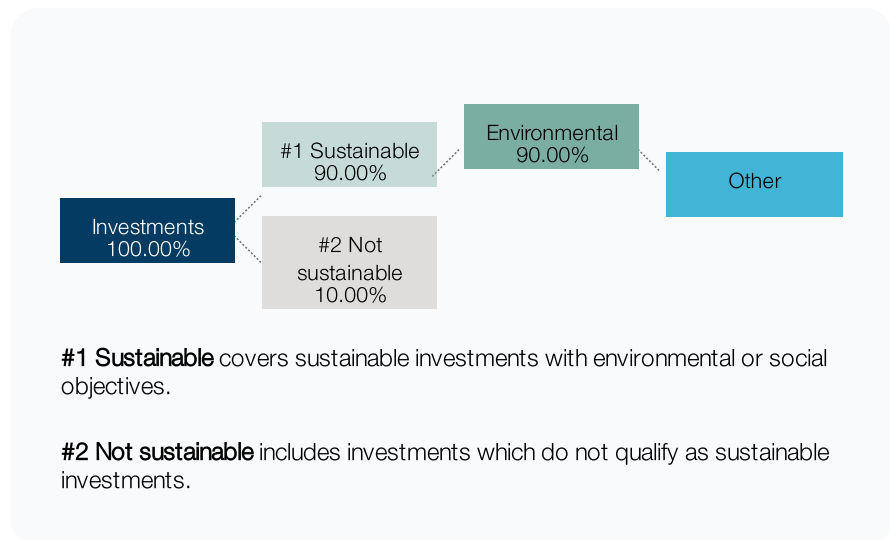 Environmental
90.00%
#1 Sustainable
90.00%
Other
Investments
100.00%
#2 Not
sustainable
10.00%
#1 Sustainable covers sustainable investments with environmental or social
objectives.
#2 Not sustainable includes investments which do not qualify as sustainable
investments.